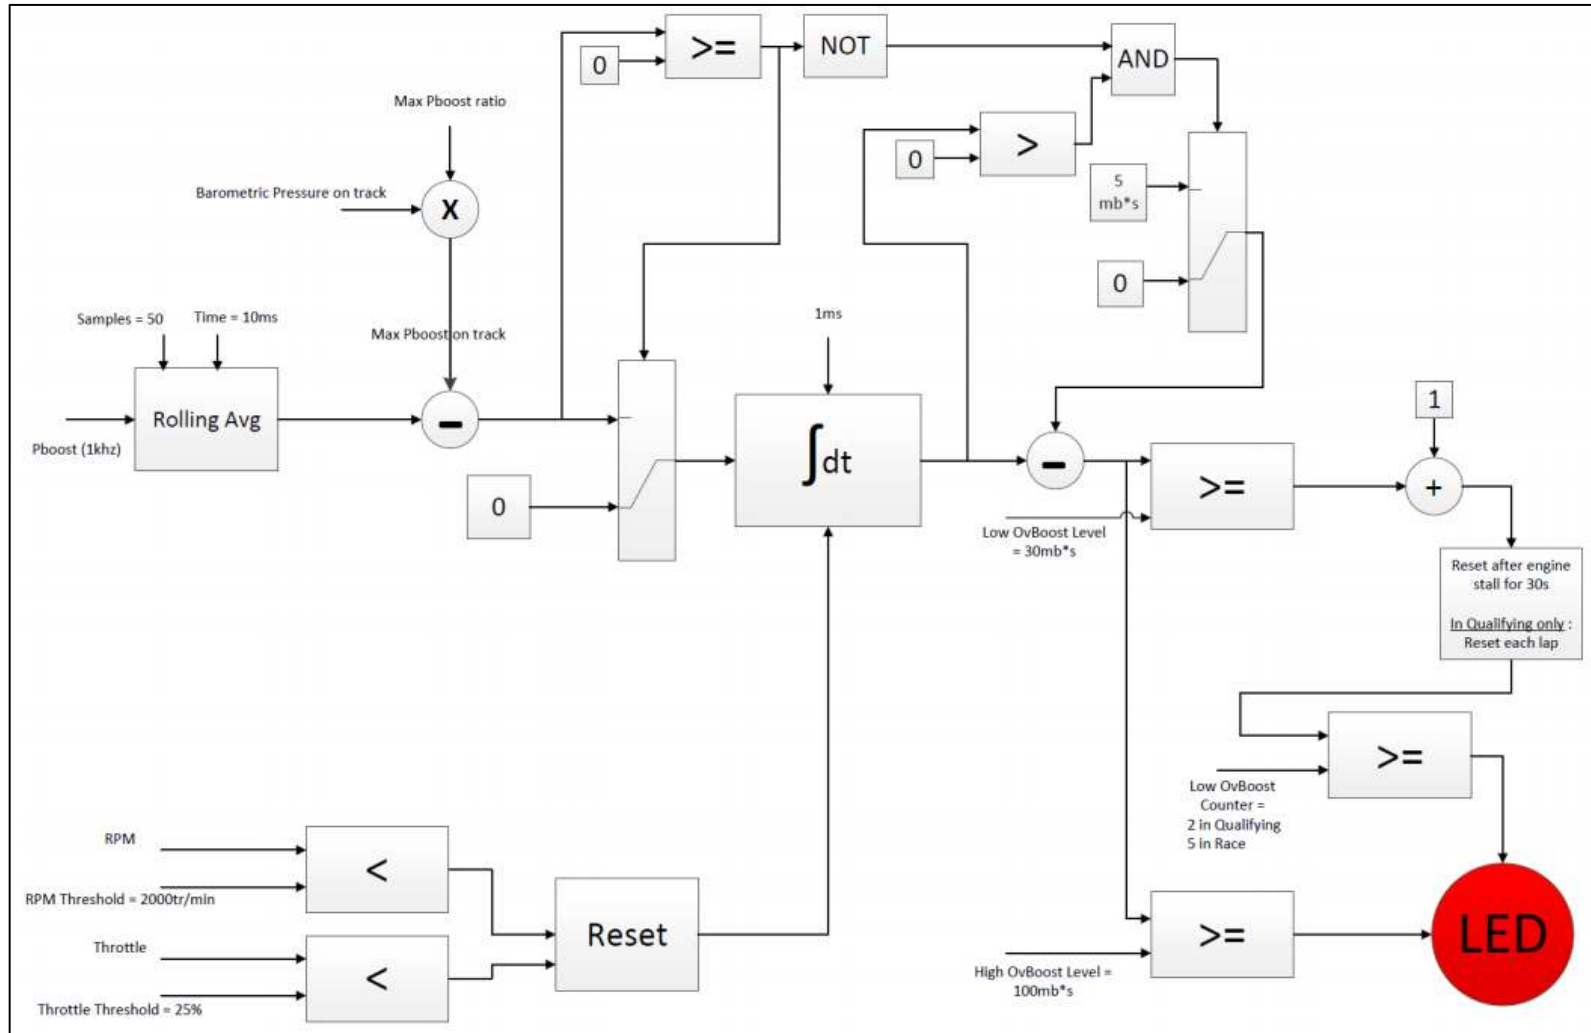 >=
NOT
AND
0
Max Pboost ratio
>
0
5
mb*s
Barometric Pressure on track
X
0
Samples = 50
Time = 10ms
1ms
Max Pboost on track
Rolling Avg
-
Pboost (1khz)
0
∫dt
-
>=
1
+
Low OvBoost Level
= 30mb*s
Reset after engine
stall for 30s
In Qualifying only :
Reset each lap
>=
Low OvBoost
Counter =
2 in Qualifying
5 in Race
RPM
<
RPM Threshold = 2000tr/min
Reset
Throttle
<
Throttle Threshold = 25%
>=
High OvBoost Level =
100mb*s
LED